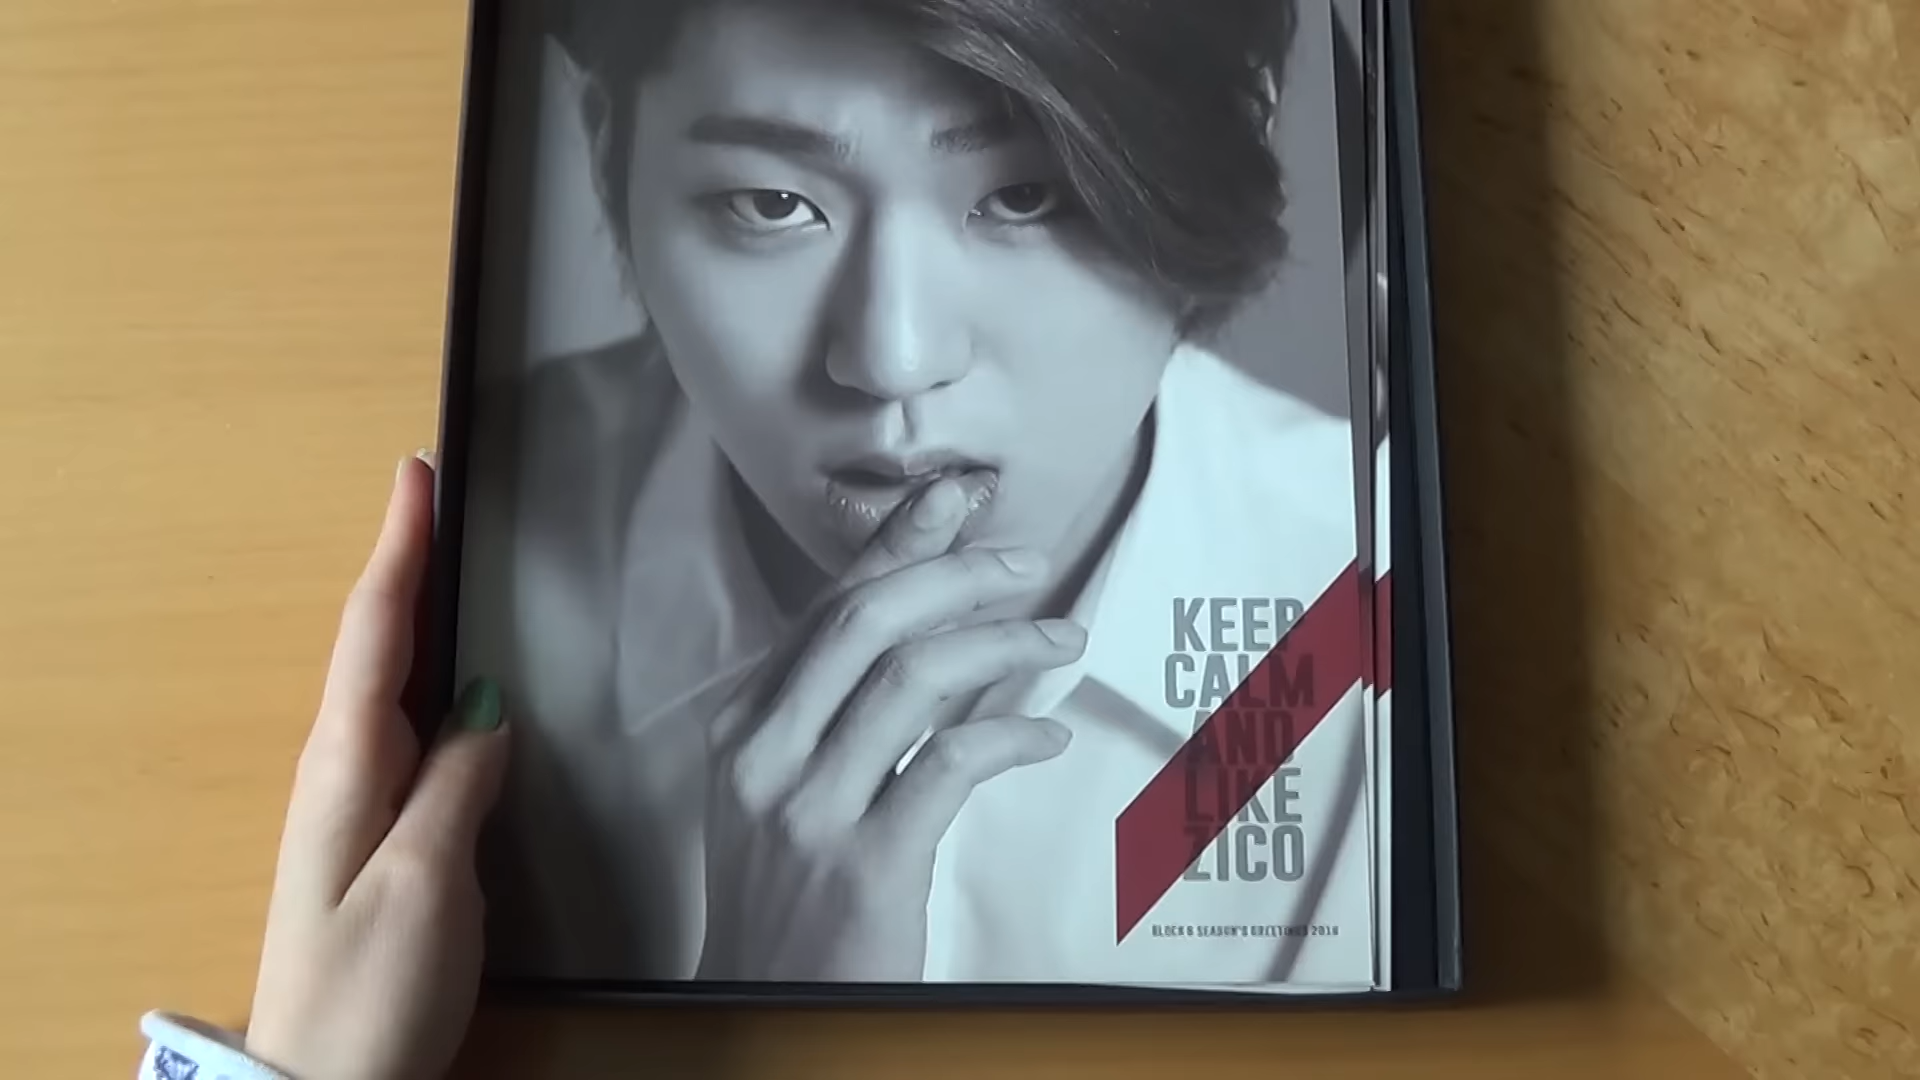 KEEP
CALM
AND
LIKE
ZICO
BLOCK B SEASON'S GREETINGS 2016